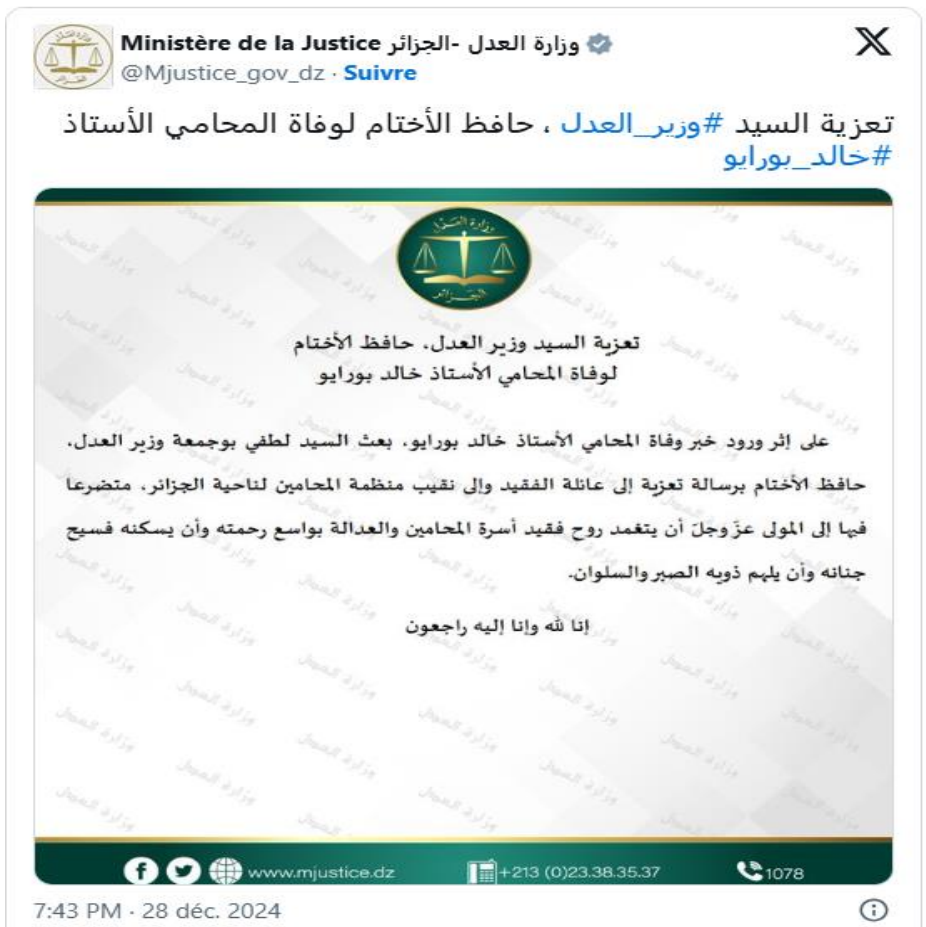 Ministère de la Justice وزارة العدل -الجزائر
@Mjustice_gov_dz · Suivre
تعزية السيد #وزير_العدل ، حافظ الأختام لوفاة المحامي الأستاذ
#خالد_بورايو
وزارة العدل
الجزائر
تعزية السيد وزير العدل، حافظ الأختام
لوفاة المحامي الأستاذ خالد بورايو
على إثر ورود خبر وفاة المحامي الأستاذ خالد بورايو، بعث السيد لطفي بوجمعة وزير العدل،
حافظ الأختام برسالة تعزية إلى عائلة الفقيد وإلى نقيب منظمة المحامين لناحية الجزائر، متضرعا
فيها إلى المولى عزّ وجلّ أن يتغمد روح فقيد أسرة المحامين والعدالة بواسع رحمته وأن يسكنه فسيح
جنانه وأن يلهم ذويه الصبر والسلوان.
إنا لله وإنا إليه راجعون
www.mjustice.dz +213 (0)23.38.35.37 1078
7:43 PM · 28 déc. 2024